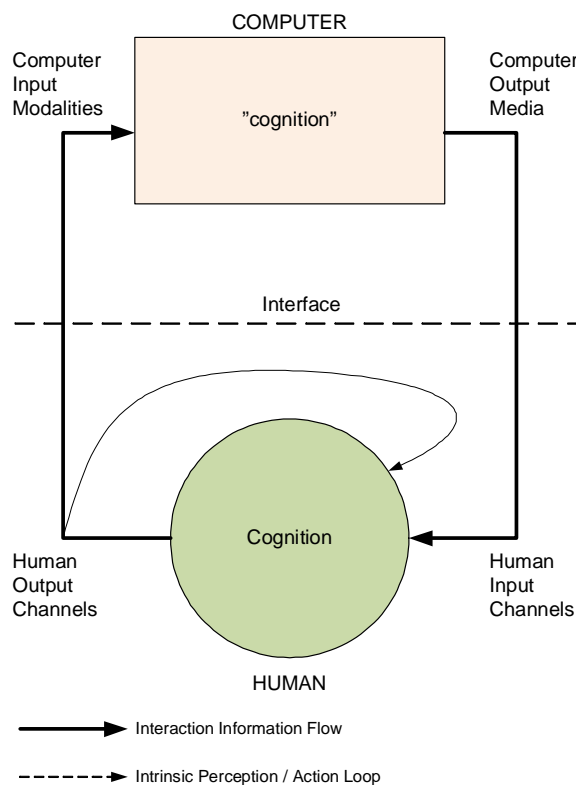 COMPUTER
Computer
Input
Modalities
Computer
Output
Media
”cognition”
Interface
Cognition
Human
Output
Channels
Human
Input
Channels
HUMAN
Interaction Information Flow
Intrinsic Perception / Action Loop